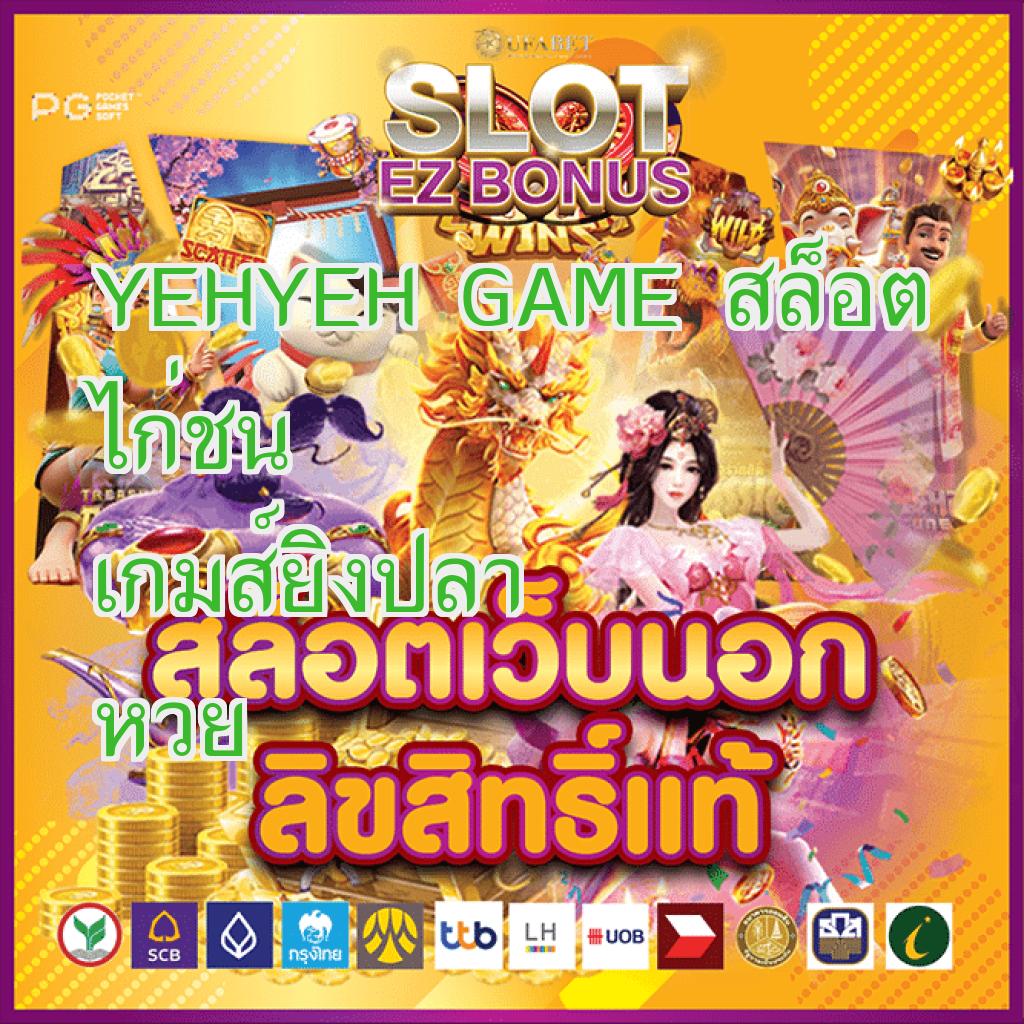 UFABET
SLOT
PG POCKET GAMES SOFT
EZ BONUS
WINS
WILD
SCATTER
YEHYEH GAME สล็อต
ไก่ชน
เกมส์ยิงปลา
สล็อตเว็บนอก
หวย
ลิขสิทธิ์แท้
SCB
กรุงไทย
ttb
LH
UOB